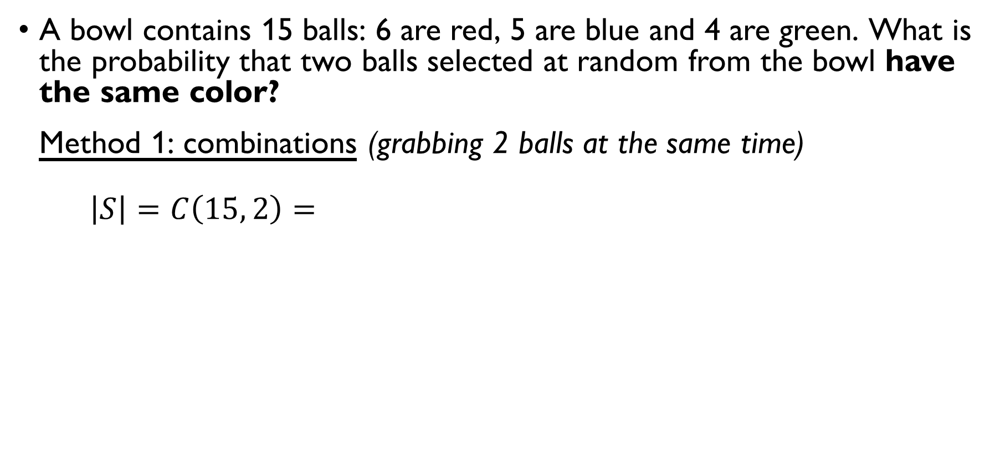 • A bowl contains 15 balls: 6 are red, 5 are blue and 4 are green. What is
the probability that two balls selected at random from the bowl have
the same color?
Method 1: combinations (grabbing 2 balls at the same time)
|S| = C(15, 2) =